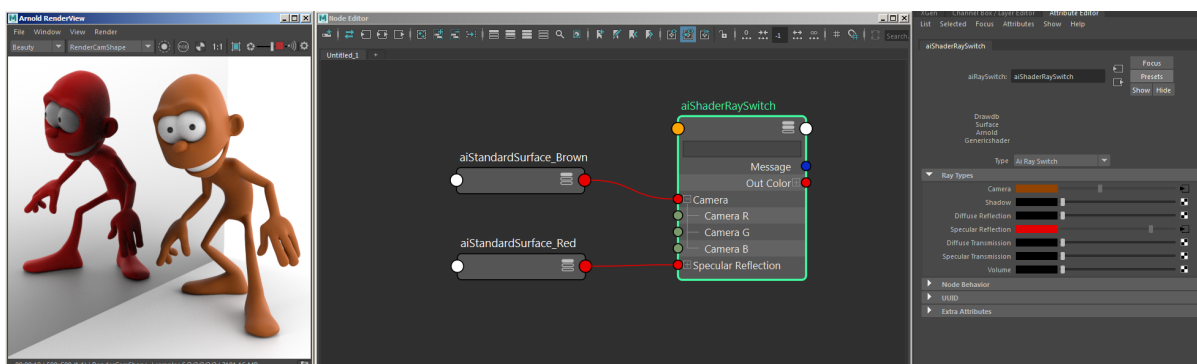 Arnold RenderView
File Window View Render
Beauty RenderCamShape 1:1
Node Editor
Untitled_1 +
-1
Search
aiStandardSurface_Brown
aiStandardSurface_Red
aiShaderRaySwitch
Message
Out Color
Camera
Camera R
Camera G
Camera B
Specular Reflection
XGen Channel Box / Layer Editor Attribute Editor
List Selected Focus Attributes Show Help
aiShaderRaySwitch
Focus
aiRaySwitch: aiShaderRaySwitch Presets
Show Hide
Drawdb
Surface
Arnold
Genericshader
Type Ai Ray Switch
Ray Types
Camera
Shadow
Diffuse Reflection
Specular Reflection
Diffuse Transmission
Specular Transmission
Volume
Node Behavior
UUID
Extra Attributes